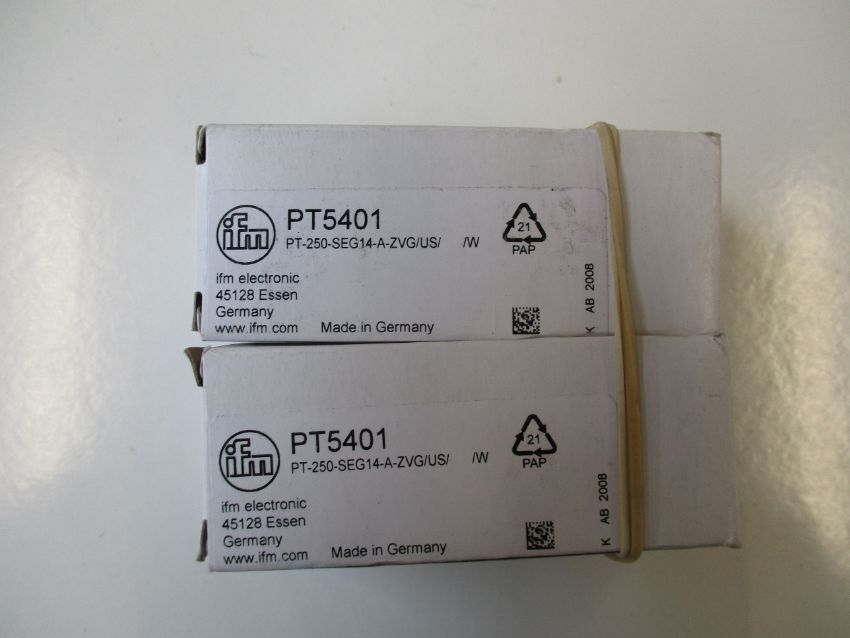 ifm
PT5401
PT-250-SEG14-A-ZVG/US/ /W
21
PAP
ifm electronic
45128 Essen
Germany
www.ifm.com Made in Germany
K AB 2008
ifm
PT5401
PT-250-SEG14-A-ZVG/US/ /W
21
PAP
ifm electronic
45128 Essen
Germany
www.ifm.com Made in Germany
K AB 2008